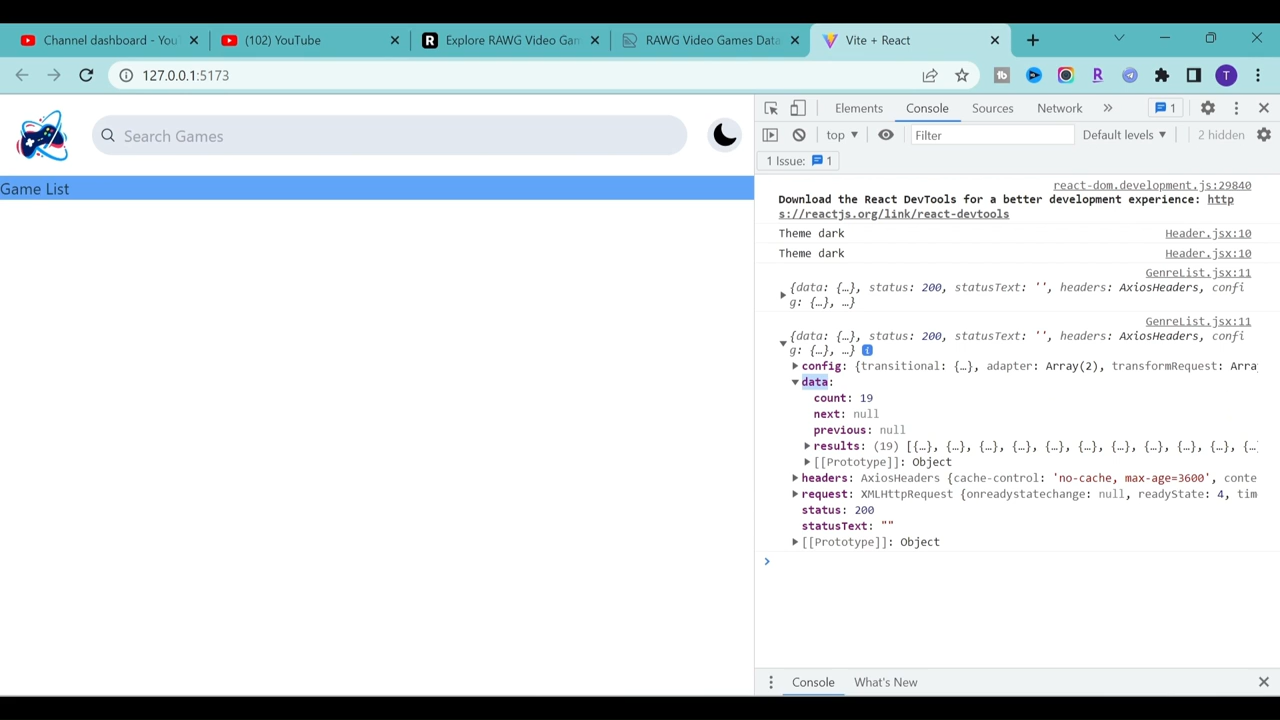 Channel dashboard - You
(102) YouTube
Explore RAWG Video Gam
RAWG Video Games Data
Vite + React
127.0.0.1:5173
tb
R
T
Search Games
Game List
Elements
Console
Sources
Network
1
top
Filter
Default levels
2 hidden
1 Issue: 1
react-dom.development.js:29840
Download the React DevTools for a better development experience: http
s://reactjs.org/link/react-devtools
Theme dark Header.jsx:10
Theme dark Header.jsx:10
GenreList.jsx:11
{data: {…}, status: 200, statusText: '', headers: AxiosHeaders, confi
g: {…}, …}
GenreList.jsx:11
{data: {…}, status: 200, statusText: '', headers: AxiosHeaders, confi
g: {…}, …} i
config: {transitional: {…}, adapter: Array(2), transformRequest: Arra
data:
count: 19
next: null
previous: null
results: (19) [{…}, {…}, {…}, {…}, {…}, {…}, {…}, {…}, {…}, {…}, {…
[[Prototype]]: Object
headers: AxiosHeaders {cache-control: 'no-cache, max-age=3600', conte
request: XMLHttpRequest {onreadystatechange: null, readyState: 4, tim
status: 200
statusText: ""
[[Prototype]]: Object
Console
What's New